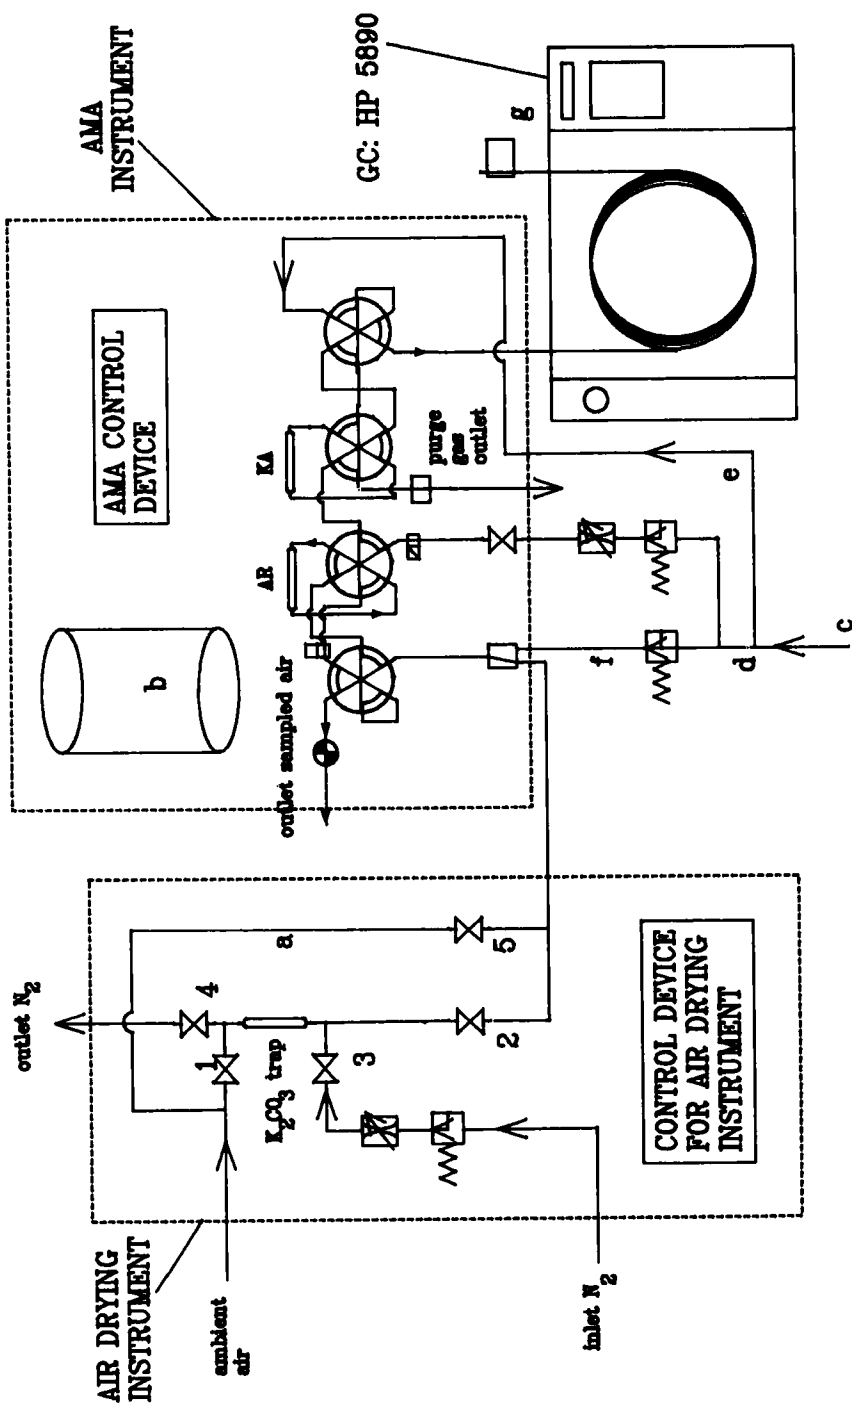 AMA
INSTRUMENT
GC: HP 5890
g
AMA CONTROL
DEVICE
KA
AR
purge
gas
outlet
b
outlet sampled air
e
f
d
c
AIR DRYING
INSTRUMENT
outlet N2
4
a
1
K2CO3 trap
3
2
5
ambient
air
inlet N2
CONTROL DEVICE
FOR AIR DRYING
INSTRUMENT